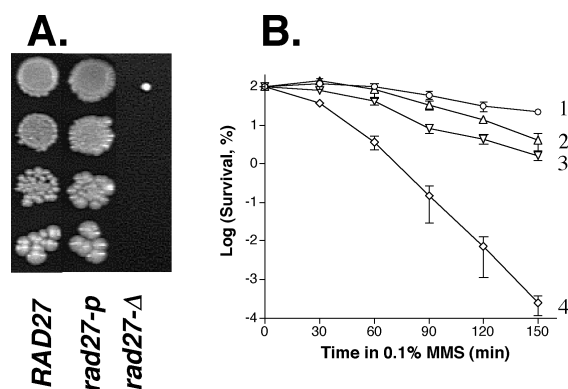 A.
B.
RAD27
rad27-p
rad27-Δ
Log (Survival, %)
2
1
0
-1
-2
-3
-4
0 30 60 90 120 150
Time in 0.1% MMS (min)
1
2
3
4